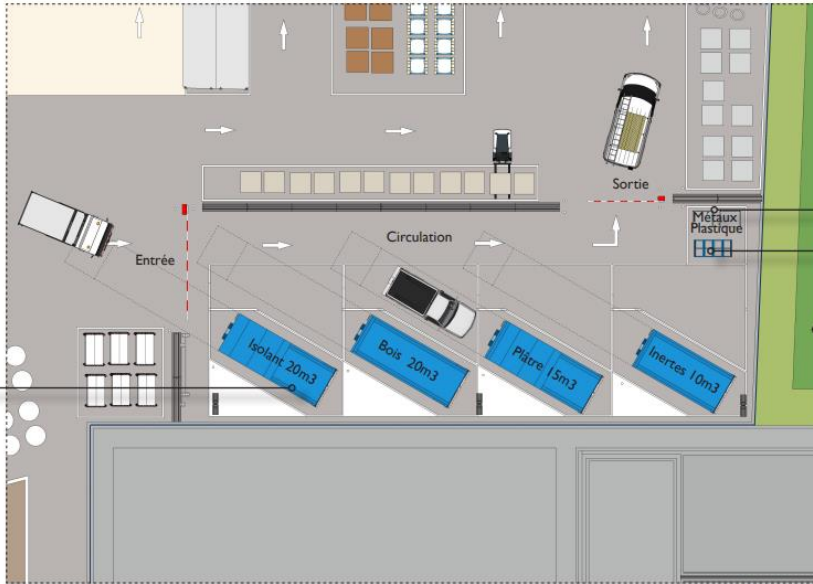 Sortie
Métaux
Plastique
Circulation
Entrée
Isolant 20m3
Bois 20m3
Plâtre 15m3
Inertes 10m3